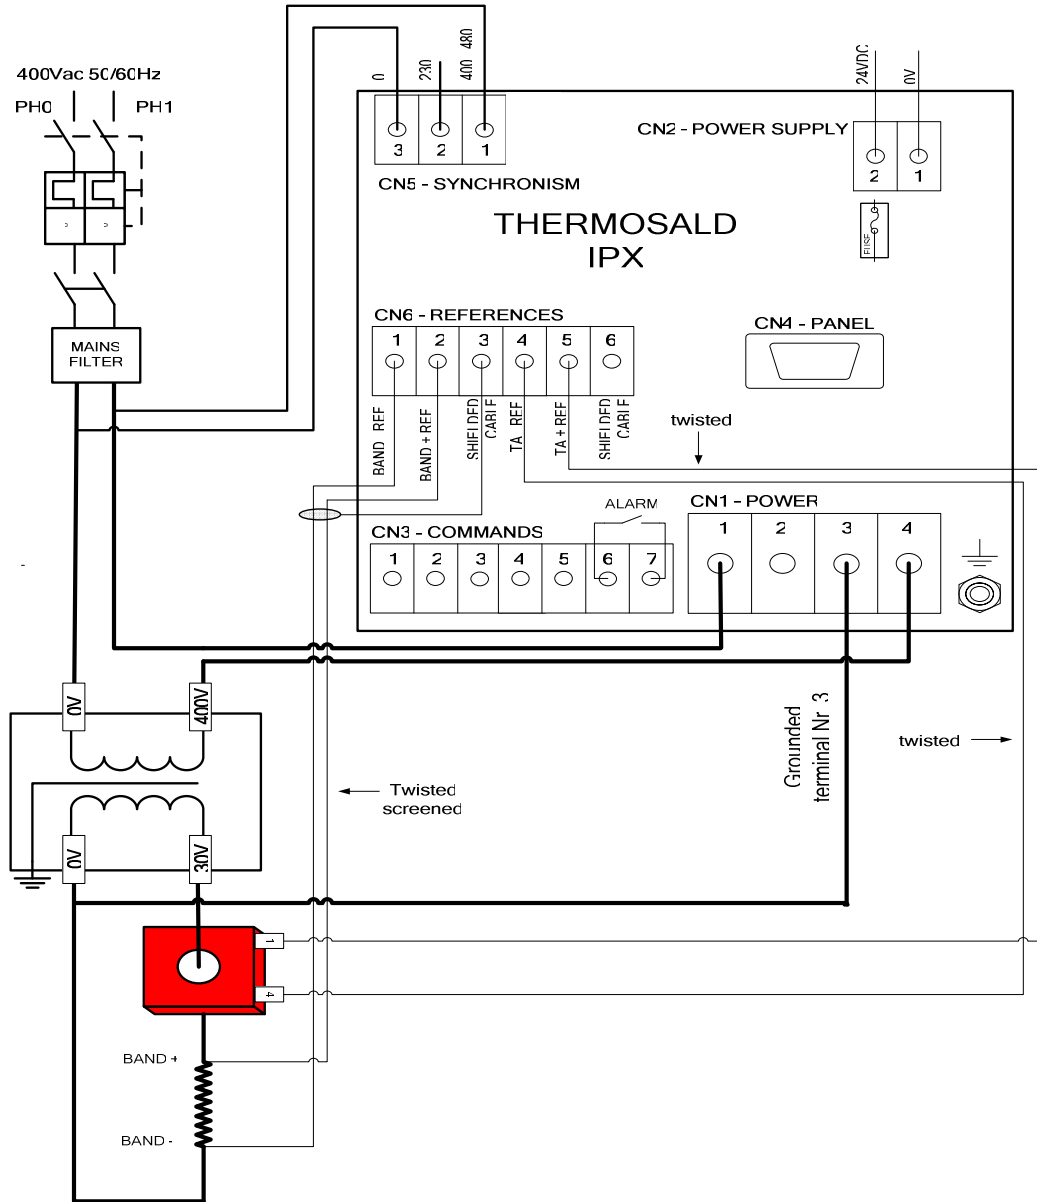 0
230
400 480
400Vac 50/60Hz
PH0
PH1
24VDC
0V
CN2 - POWER SUPPLY
3 2 1
2 1
CN5 - SYNCHRONISM
THERMOSALD
IPX
FUSE
CN6 - REFERENCES
CN4 - PANEL
1 2 3 4 5 6
MAINS
FILTER
BAND REF
BAND + REF
SHIELDED
CABLE
TA REF
TA + REF
SHIELDED
CABLE
twisted
ALARM
CN1 - POWER
CN3 - COMMANDS
1 2 3 4
1 2 3 4 5 6 7
0V
400V
Grounded
terminal Nr 3
twisted
Twisted
screened
0V
30V
1
4
BAND +
BAND -